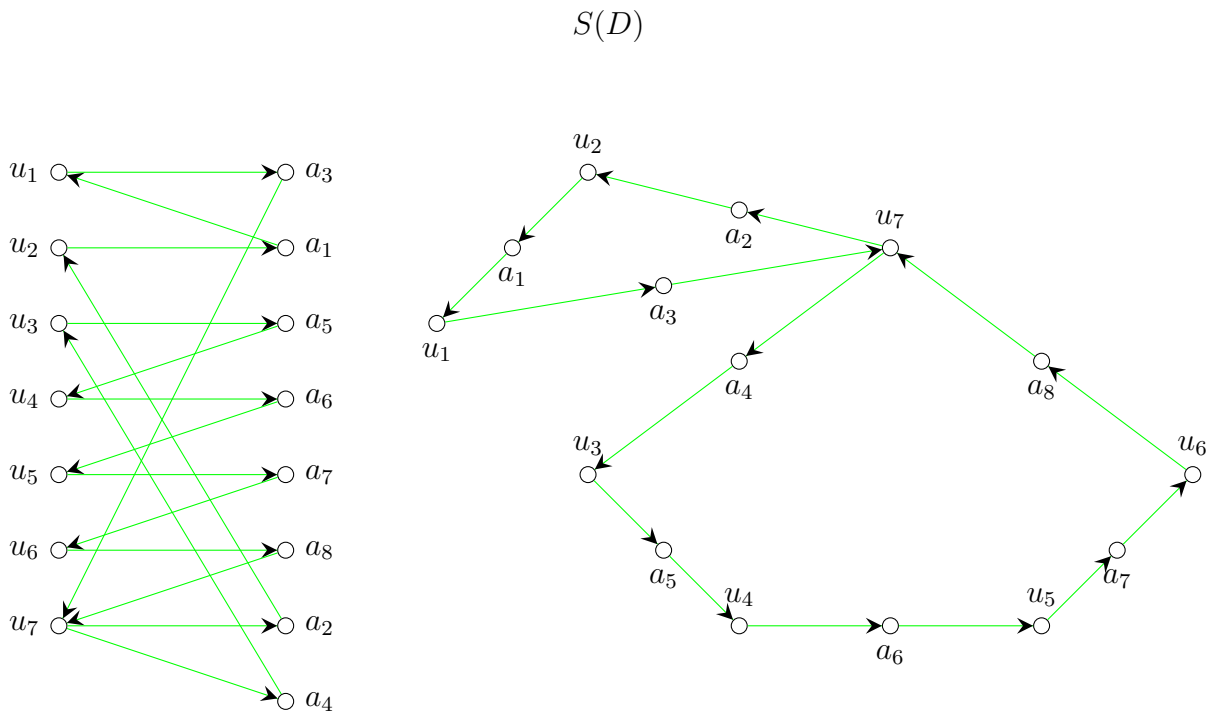 S(D)
u₁
a₃
u₂
a₁
u₃
a₅
u₄
a₆
u₅
a₇
u₆
a₈
u₇
a₂
a₄
u₂
u₇
a₂
a₁
a₃
u₁
a₄
a₈
u₃
u₆
a₅
a₇
u₄
u₅
a₆